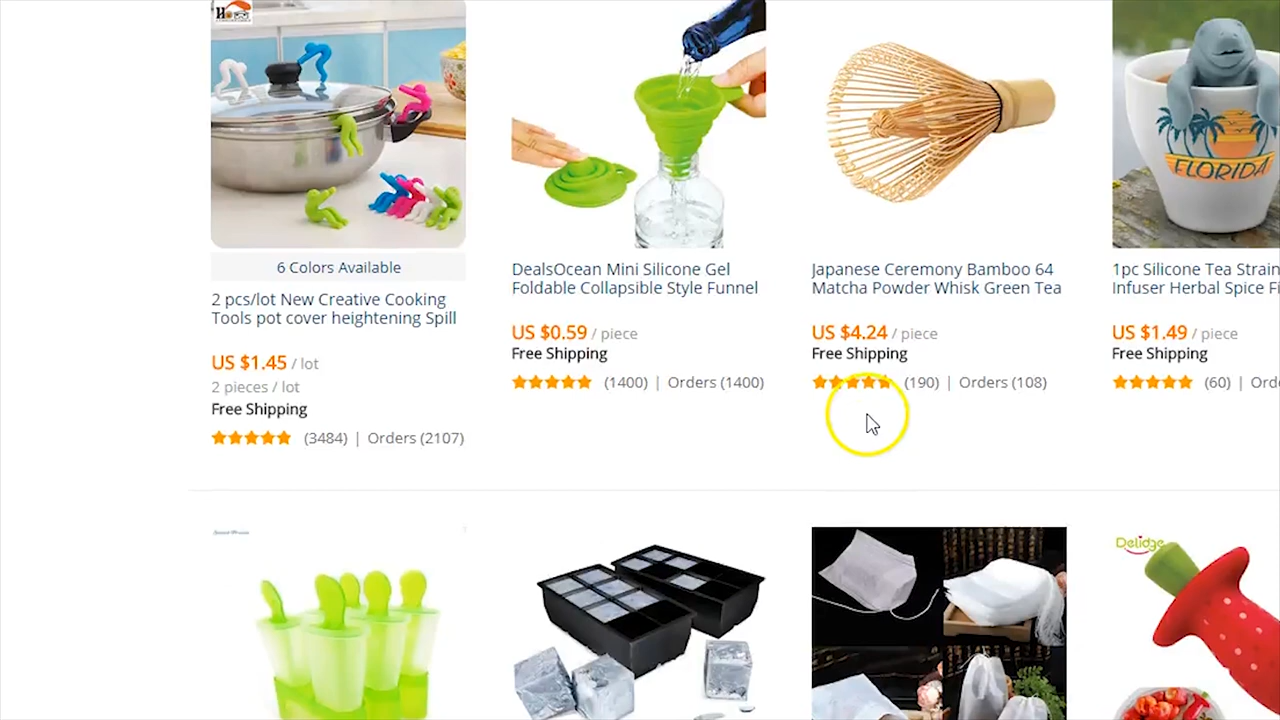 FLORIDA
6 Colors Available
2 pcs/lot New Creative Cooking
Tools pot cover heightening Spill
US $1.45 / lot
2 pieces / lot
Free Shipping
(3484) | Orders (2107)
DealsOcean Mini Silicone Gel
Foldable Collapsible Style Funnel
US $0.59 / piece
Free Shipping
(1400) | Orders (1400)
Japanese Ceremony Bamboo 64
Matcha Powder Whisk Green Tea
US $4.24 / piece
Free Shipping
(190) | Orders (108)
1pc Silicone Tea Strain
Infuser Herbal Spice Fi
US $1.49 / piece
Free Shipping
(60) | Orde
Delidge